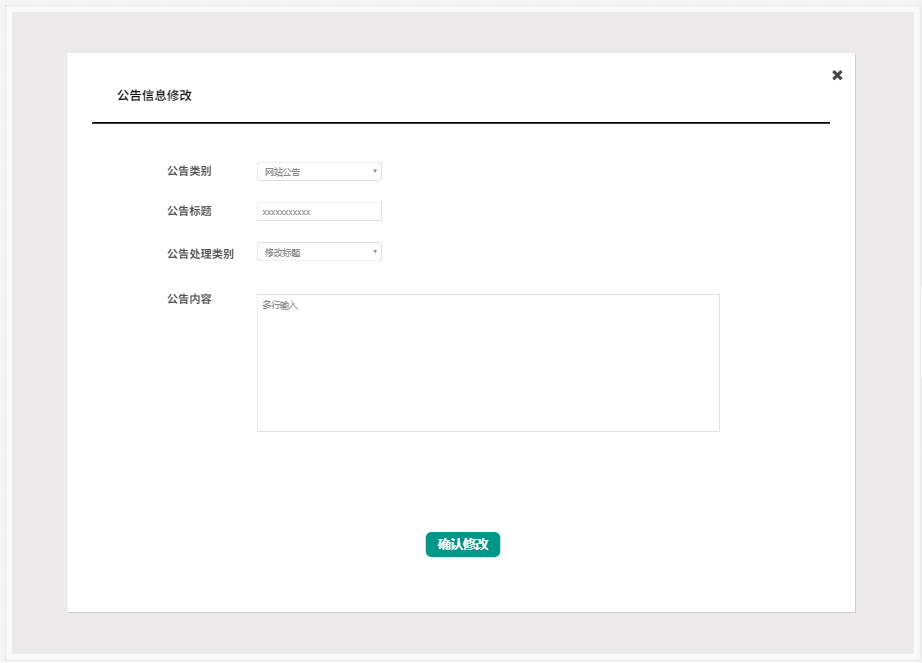 公告信息修改
公告类别 网站公告
公告标题 xxxxxxxxxxx
公告处理类别 修改标题
公告内容 多行输入
确认修改